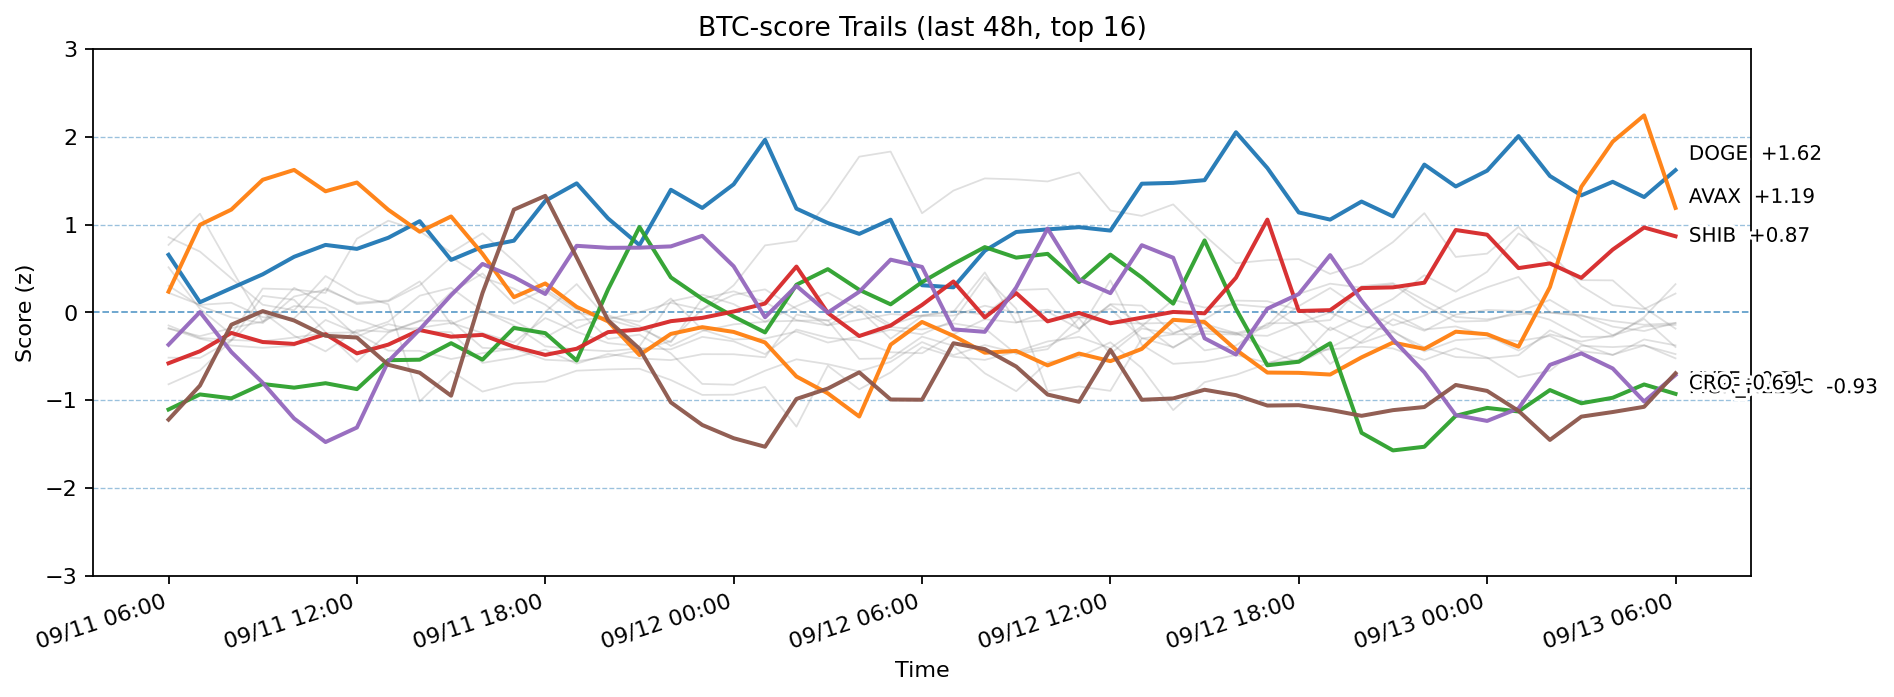 BTC-score Trails (last 48h, top 16)
Score (z)
3
2
1
0
−1
−2
−3
DOGE +1.62
AVAX +1.19
SHIB +0.87
CRO -0.69
-0.93
09/11 06:00
09/11 12:00
09/11 18:00
09/12 00:00
09/12 06:00
09/12 12:00
09/12 18:00
09/13 00:00
09/13 06:00
Time